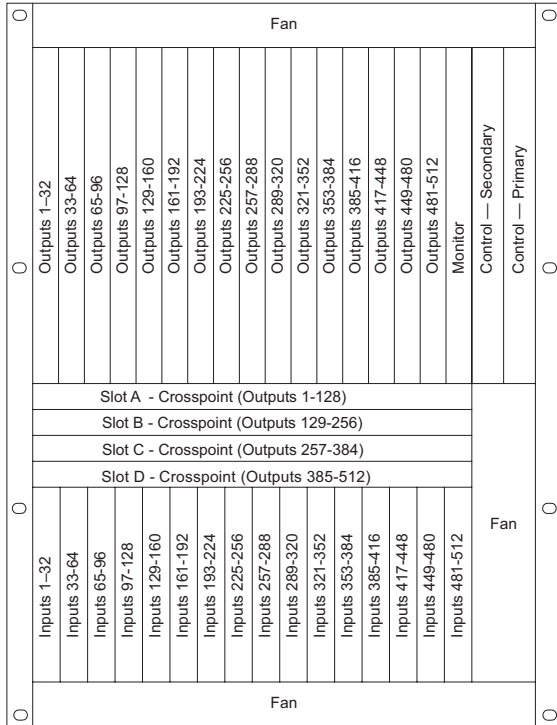 Fan
Outputs 1–32
Outputs 33-64
Outputs 65-96
Outputs 97-128
Outputs 129-160
Outputs 161-192
Outputs 193-224
Outputs 225-256
Outputs 257-288
Outputs 289-320
Outputs 321-352
Outputs 353-384
Outputs 385-416
Outputs 417-448
Outputs 449-480
Outputs 481-512
Monitor
Control — Secondary
Control — Primary
Slot A - Crosspoint (Outputs 1-128)
Slot B - Crosspoint (Outputs 129-256)
Slot C - Crosspoint (Outputs 257-384)
Slot D - Crosspoint (Outputs 385-512)
Inputs 1–32
Inputs 33-64
Inputs 65-96
Inputs 97-128
Inputs 129-160
Inputs 161-192
Inputs 193-224
Inputs 225-256
Inputs 257-288
Inputs 289-320
Inputs 321-352
Inputs 353-384
Inputs 385-416
Inputs 417-448
Inputs 449-480
Inputs 481-512
Fan
Fan